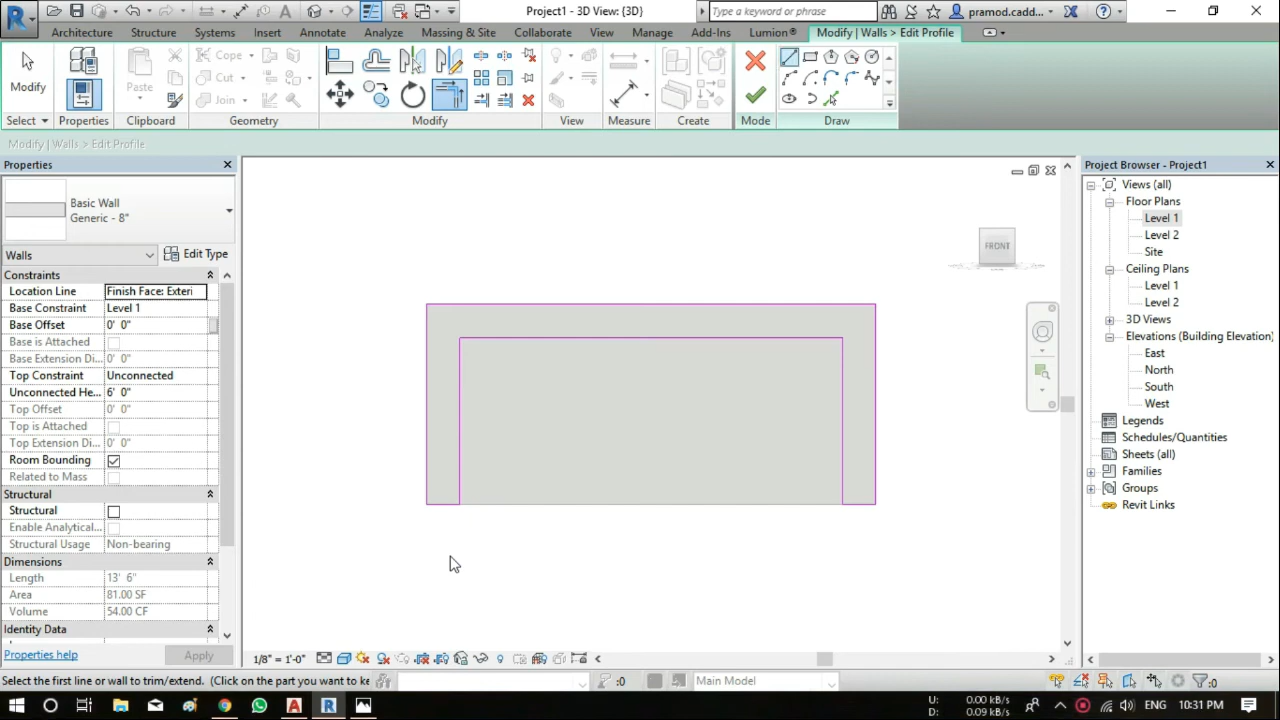 Project1 - 3D View: {3D}
Type a keyword or phrase
pramod.cadd...
Architecture
Structure
Systems
Insert
Annotate
Analyze
Massing & Site
Collaborate
View
Manage
Add-Ins
Lumion®
Modify | Walls > Edit Profile
Modify
Paste
Cope
Cut
Join
Select
Properties
Clipboard
Geometry
Modify
View
Measure
Create
Mode
Draw
Modify | Walls > Edit Profile
Properties
Basic Wall
Generic - 8"
Walls
Edit Type
Constraints
Location Line Finish Face: Exteri
Base Constraint Level 1
Base Offset 0' 0"
Base is Attached
Base Extension Di... 0' 0"
Top Constraint Unconnected
Unconnected He... 6' 0"
Top Offset 0' 0"
Top is Attached
Top Extension Di... 0' 0"
Room Bounding
Related to Mass
Structural
Structural
Enable Analytical...
Structural Usage Non-bearing
Dimensions
Length 13' 6"
Area 81.00 SF
Volume 54.00 CF
Identity Data
Properties help
Apply
FRONT
Project Browser - Project1
Views (all)
Floor Plans
Level 1
Level 2
Site
Ceiling Plans
Level 1
Level 2
3D Views
Elevations (Building Elevation)
East
North
South
West
Legends
Schedules/Quantities
Sheets (all)
Families
Groups
Revit Links
1/8" = 1'-0"
Select the first line or wall to trim/extend. (Click on the part you want to ke
:0
Main Model
:0
U: 0.00 kB/s
D: 0.09 kB/s
ENG
10:31 PM